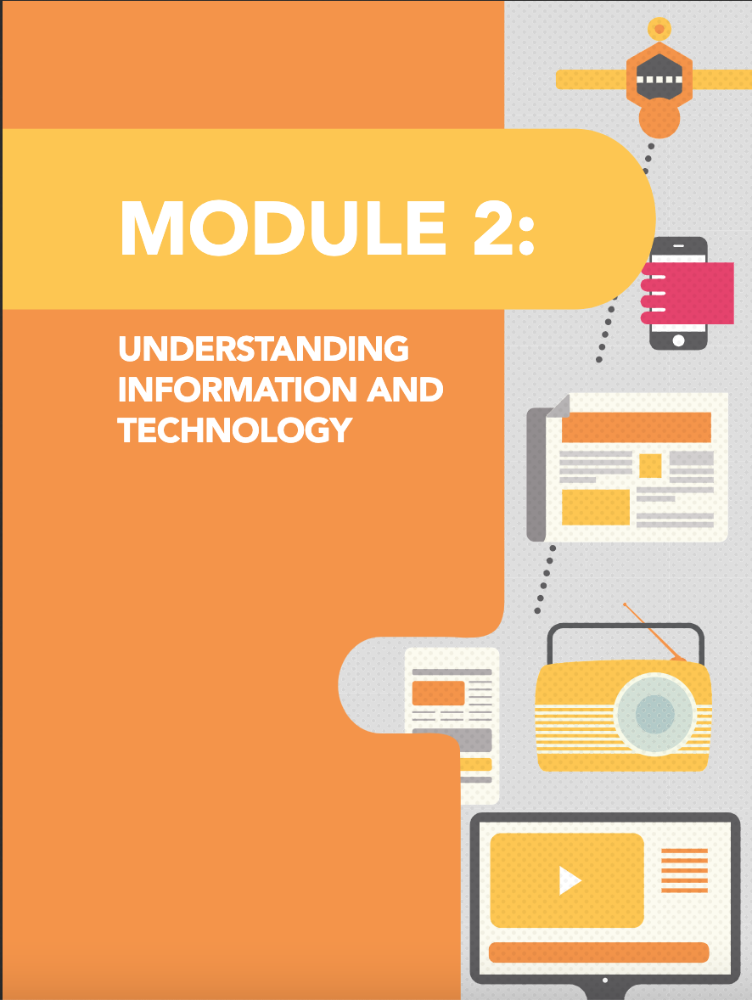 MODULE 2:
UNDERSTANDING
INFORMATION AND
TECHNOLOGY